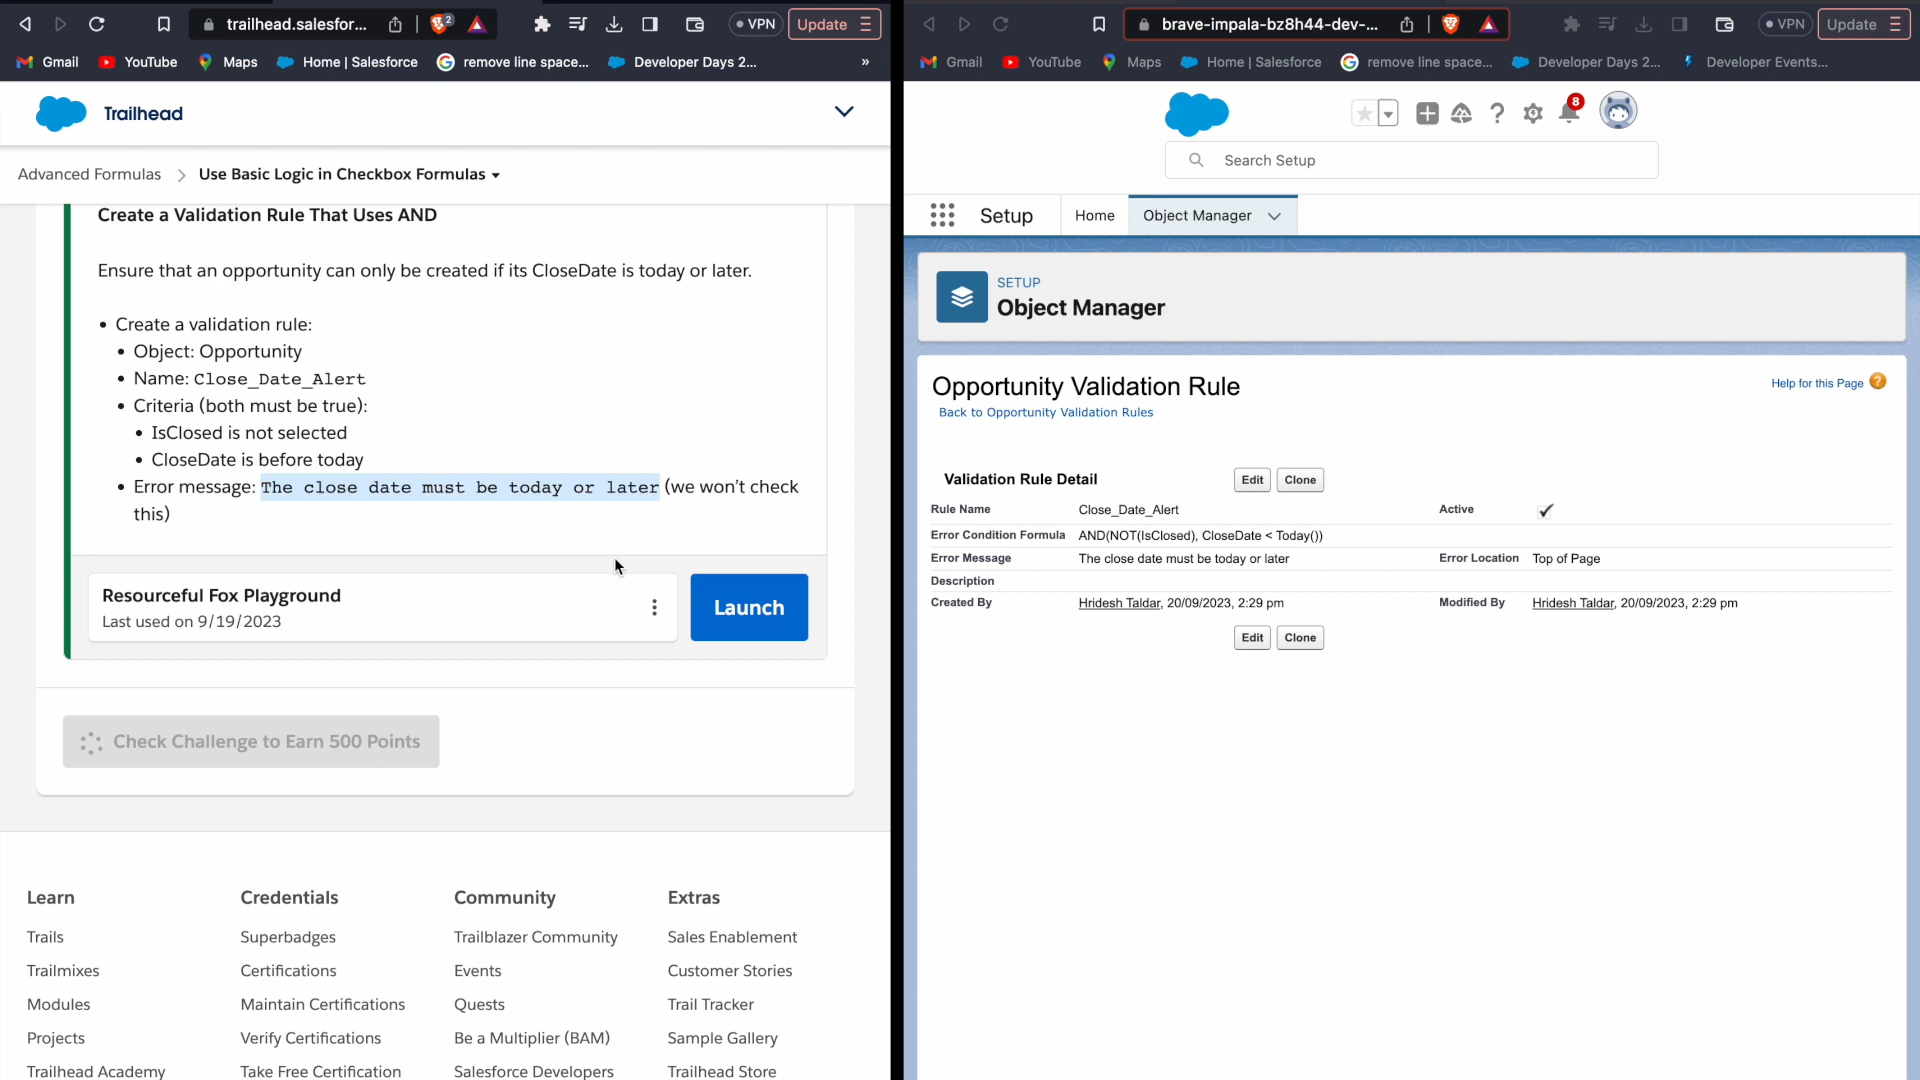 trailhead.salesfor...
2
VPN
Update
Gmail
YouTube
Maps
Home | Salesforce
remove line space...
Developer Days 2...
»
Trailhead
Advanced Formulas
Use Basic Logic in Checkbox Formulas
Create a Validation Rule That Uses AND
Ensure that an opportunity can only be created if its CloseDate is today or later.
• Create a validation rule:
• Object: Opportunity
• Name: Close_Date_Alert
• Criteria (both must be true):
• IsClosed is not selected
• CloseDate is before today
• Error message: The close date must be today or later (we won't check
this)
Resourceful Fox Playground
Last used on 9/19/2023
Launch
Check Challenge to Earn 500 Points
Learn
Trails
Trailmixes
Modules
Projects
Trailhead Academy
Credentials
Superbadges
Certifications
Maintain Certifications
Verify Certifications
Take Free Certification
Community
Trailblazer Community
Events
Quests
Be a Multiplier (BAM)
Salesforce Developers
Extras
Sales Enablement
Customer Stories
Trail Tracker
Sample Gallery
Trailhead Store
brave-impala-bz8h44-dev-...
VPN
Update
Gmail
YouTube
Maps
Home | Salesforce
remove line space...
Developer Days 2...
Developer Events...
8
Search Setup
Setup
Home
Object Manager
SETUP
Object Manager
Opportunity Validation Rule
Help for this Page
Back to Opportunity Validation Rules
Validation Rule Detail
Edit
Clone
Rule Name Close_Date_Alert Active
Error Condition Formula AND(NOT(IsClosed), CloseDate < Today())
Error Message The close date must be today or later Error Location Top of Page
Description
Created By Hridesh Taldar, 20/09/2023, 2:29 pm Modified By Hridesh Taldar, 20/09/2023, 2:29 pm
Edit
Clone